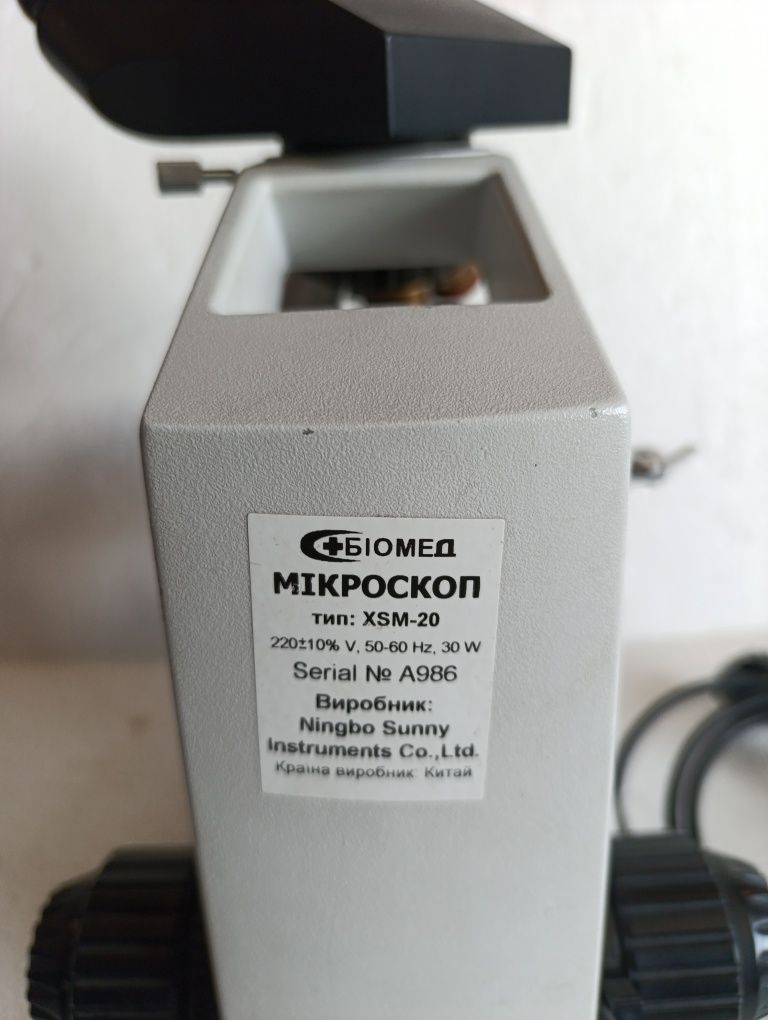 БІОМЕД
МІКРОСКОП
тип: XSM-20
220±10% V, 50-60 Hz, 30 W
Serial № A986
Виробник:
Ningbo Sunny
Instruments Co.,Ltd.
Країна виробник: Китай